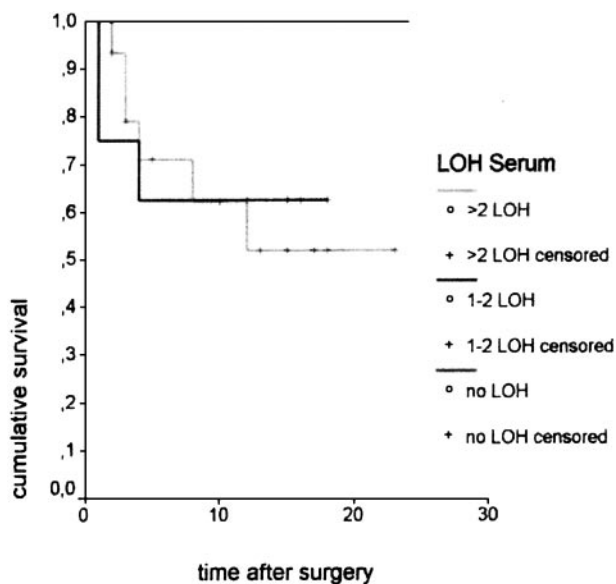 cumulative survival
1,0
,9
,8
,7
,6
,5
,4
,3
,2
,1
0,0
0
10
20
30
time after surgery
LOH Serum
>2 LOH
>2 LOH censored
1-2 LOH
1-2 LOH censored
no LOH
no LOH censored